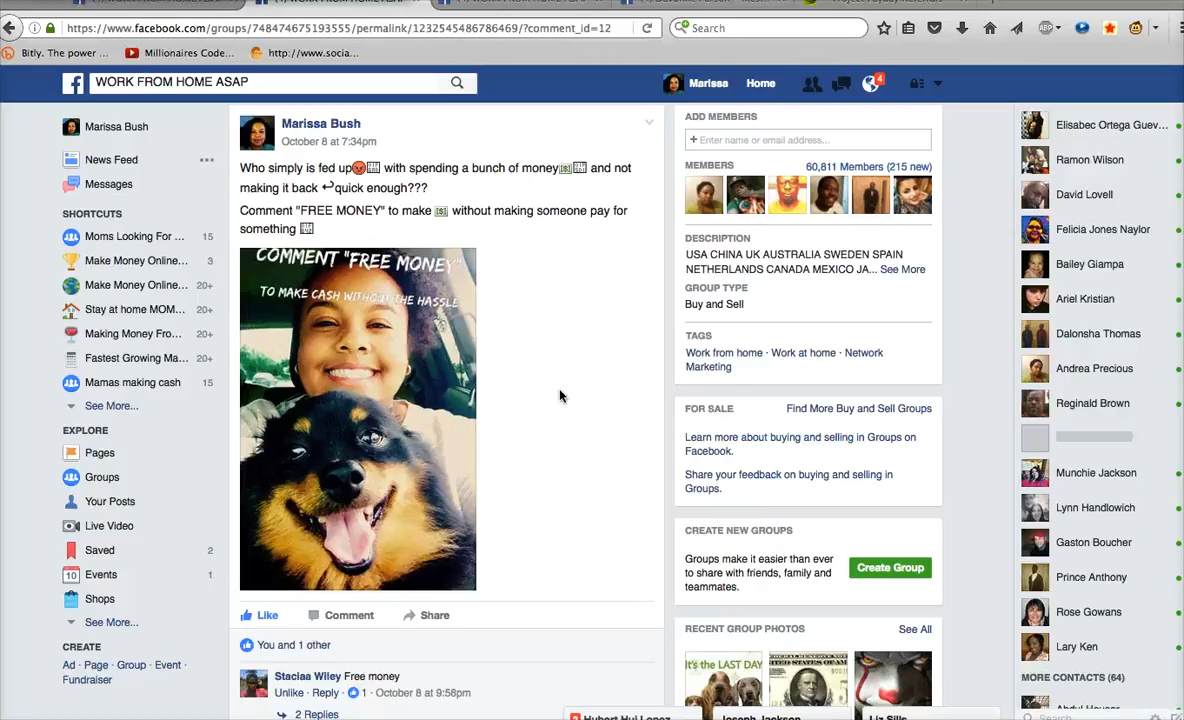 https://www.facebook.com/groups/748474675193555/permalink/1232545486786469/?comment_id=12
Search
Bitly. The power ...
Millionaires Code...
http://www.socia...
WORK FROM HOME ASAP
Marissa
Home
4
Marissa Bush
News Feed
Messages
SHORTCUTS
Moms Looking For ... 15
Make Money Online... 3
Make Money Online... 20+
Stay at home MOM... 20+
Making Money Fro... 20+
Fastest Growing Ma... 20+
Mamas making cash 15
See More...
EXPLORE
Pages
Groups
Your Posts
Live Video
Saved 2
10 Events 1
Shops
See More...
CREATE
Ad · Page · Group · Event ·
Fundraiser
Marissa Bush
October 8 at 7:34pm
Who simply is fed up with spending a bunch of money and not
making it back quick enough???
Comment "FREE MONEY" to make without making someone pay for
something
COMMENT "FREE MONEY"
TO MAKE CASH WITHOUT THE HASSLE
Like Comment Share
You and 1 other
Staciaa Wiley Free money
Unlike · Reply · 1 · October 8 at 9:58pm
2 Replies
ADD MEMBERS
+ Enter name or email address...
MEMBERS 60,811 Members (215 new)
DESCRIPTION
USA CHINA UK AUSTRALIA SWEDEN SPAIN
NETHERLANDS CANADA MEXICO JA... See More
GROUP TYPE
Buy and Sell
TAGS
Work from home · Work at home · Network
Marketing
FOR SALE Find More Buy and Sell Groups
Learn more about buying and selling in Groups on
Facebook.
Share your feedback on buying and selling in
Groups.
CREATE NEW GROUPS
Groups make it easier than ever
to share with friends, family and
teammates.
Create Group
RECENT GROUP PHOTOS See All
It's the LAST DAY
Hubert Hui Lopez
Joseph Jackson
Liz Sills
Elisabec Ortega Guev...
Ramon Wilson
David Lovell
Felicia Jones Naylor
Bailey Giampa
Ariel Kristian
Dalonsha Thomas
Andrea Precious
Reginald Brown
Munchie Jackson
Lynn Handlowich
Gaston Boucher
Prince Anthony
Rose Gowans
Lary Ken
MORE CONTACTS (64)
Search